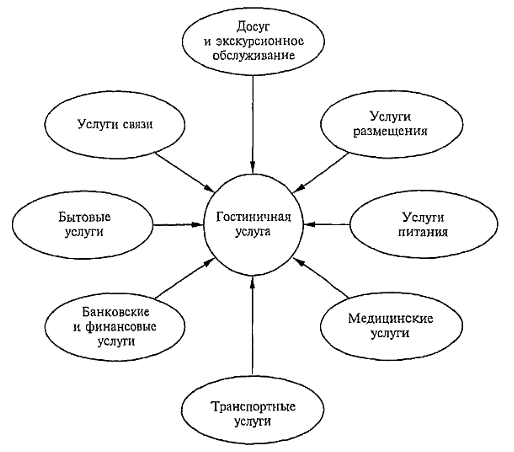 Досуг
и экскурсионное
обслуживание
Услуги связи
Услуги
размещения
Бытовые
услуги
Гостиничная
услуга
Услуги
питания
Банковские
и финансовые
услуги
Медицинские
услуги
Транспортные
услуги